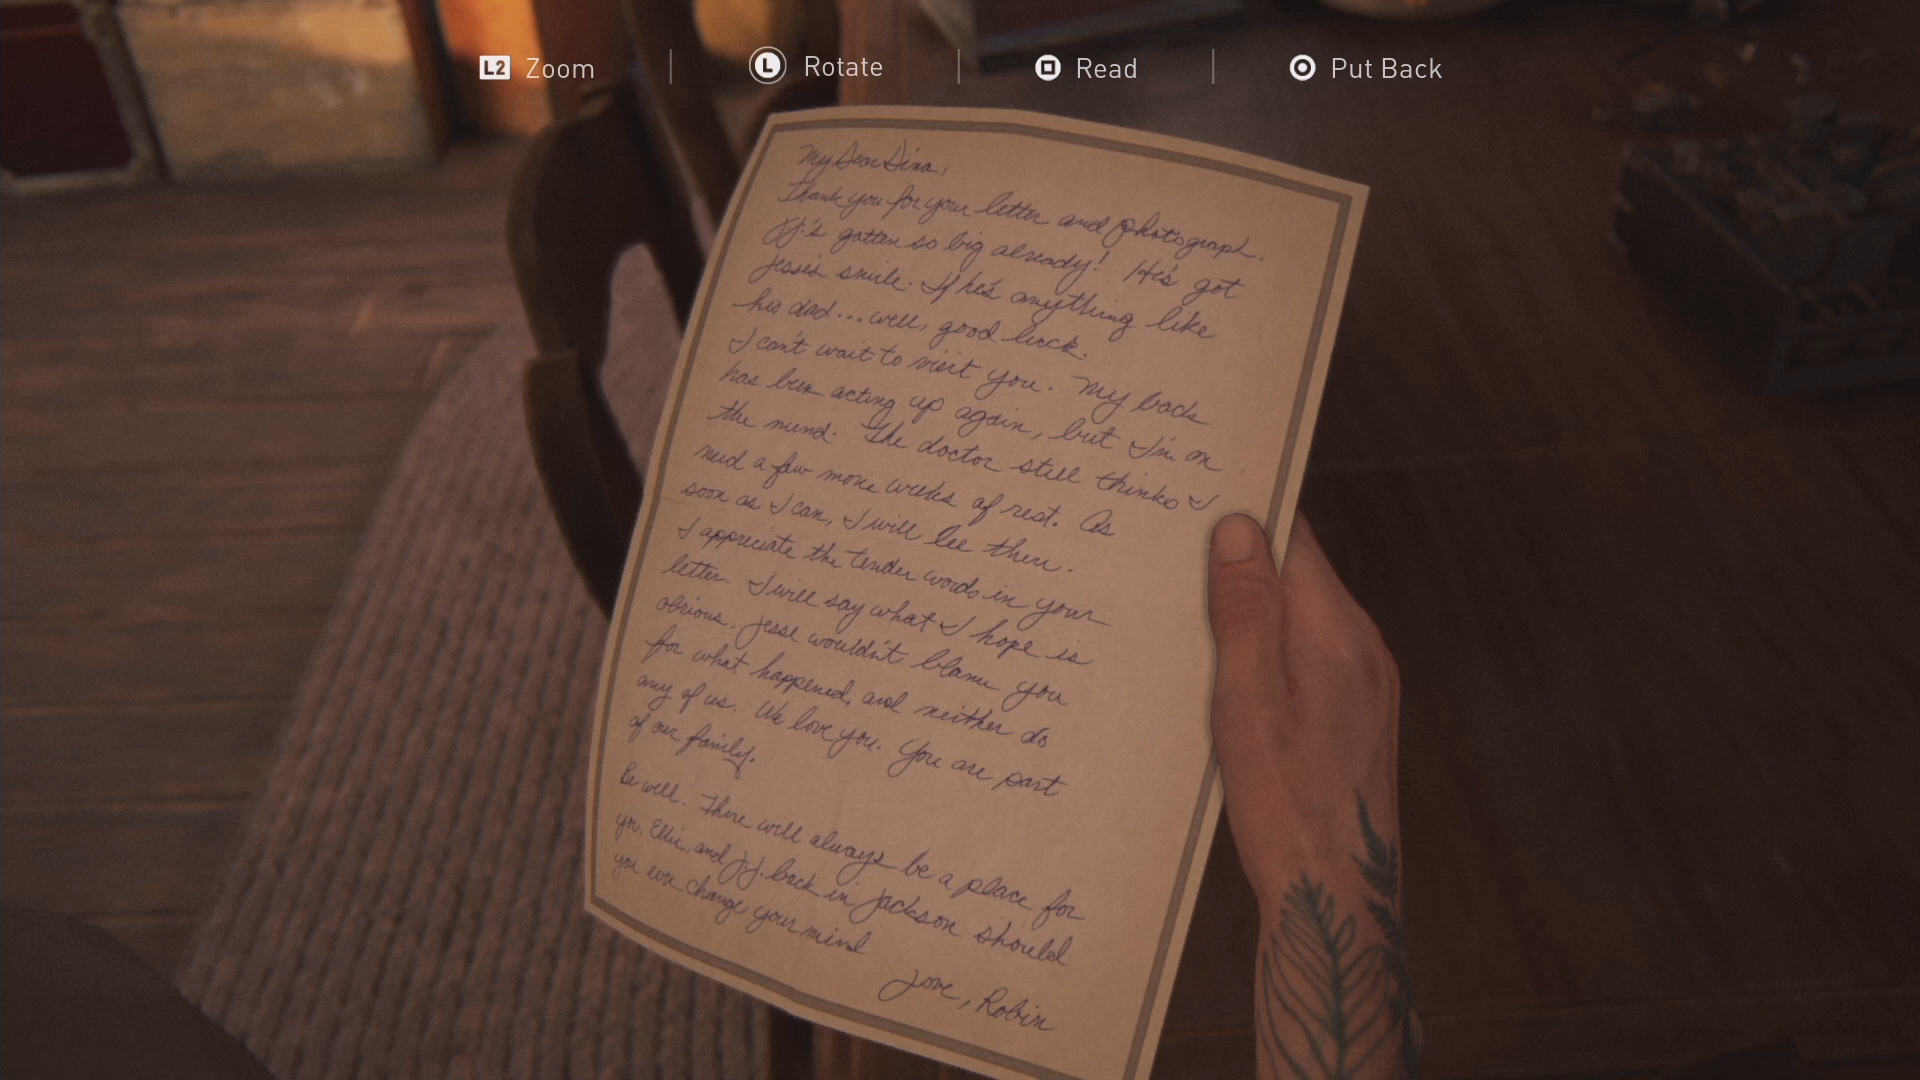 L2 Zoom | L Rotate | Read | Put Back
My Dear Dina,
Thank you for your letter and photograph.
JJ's gotten so big already! He's got
Jesse's smile. If he's anything like
his dad...well, good luck.
I can't wait to visit you. My back
has been acting up again, but I'm on
the mend. The doctor still thinks I
need a few more weeks of rest. As
soon as I can, I will be there.
I appreciate the tender words in your
letter. I will say what I hope is
obvious. Jesse wouldn't blame you
for what happened, and neither do
any of us. We love you. You are part
of our family.
Be well. There will always be a place for
you, Ellie, and J.J. back in Jackson should
you ever change your mind
Love, Robin